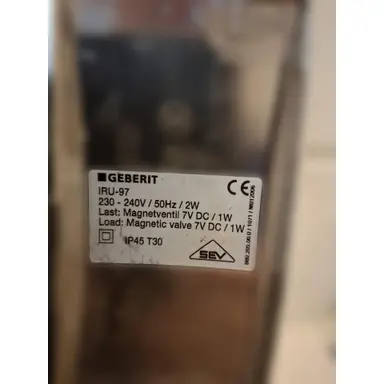 GEBERIT
IRU-97
230 - 240V / 50Hz / 2W
Last: Magnetventil 7V DC / 1W
Load: Magnetic valve 7V DC / 1W
IP45 T30
CE
SEV